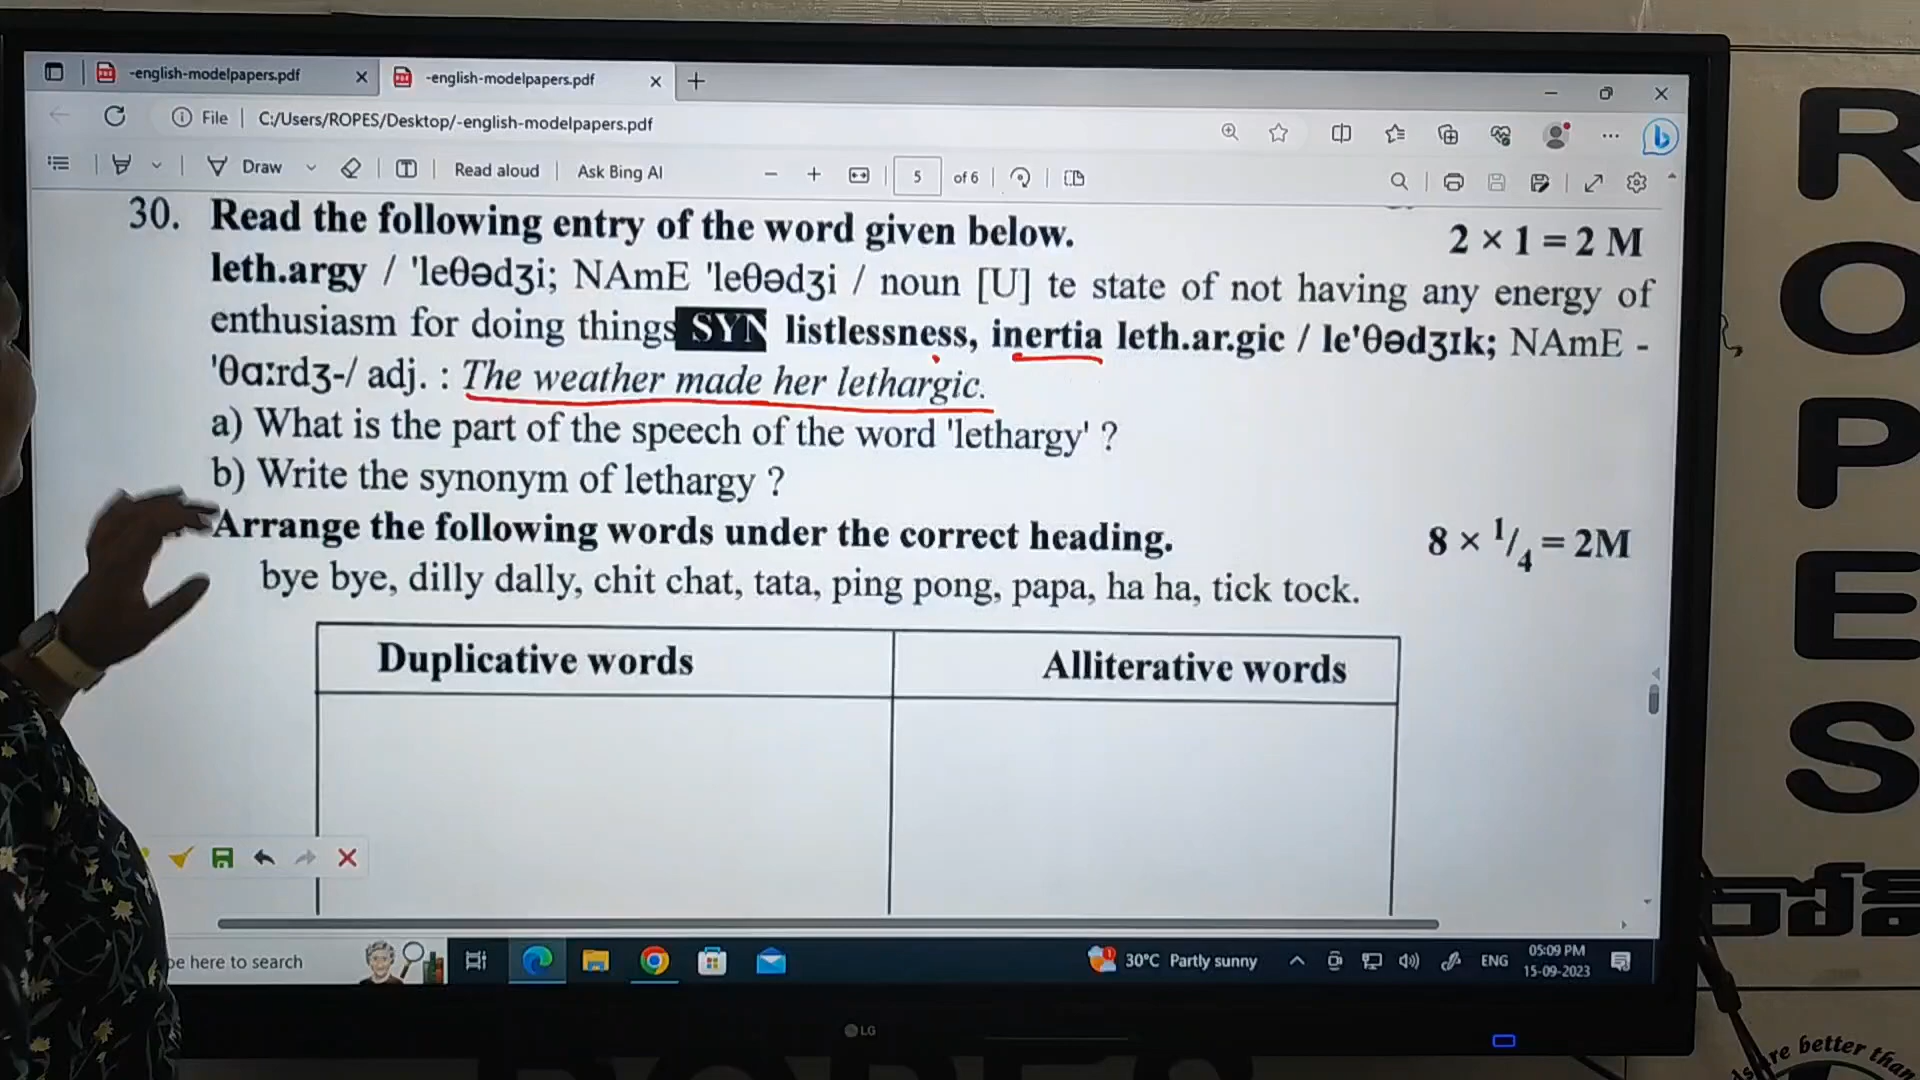 -english-modelpapers.pdf
-english-modelpapers.pdf
File C:/Users/ROPES/Desktop/-english-modelpapers.pdf
Draw Read aloud Ask Bing AI 5 of 6
30. Read the following entry of the word given below. 2 × 1 = 2 M
leth.argy / 'leθədʒi; NAmE 'leθədʒi / noun [U] te state of not having any energy of
enthusiasm for doing things SYN listlessness, inertia leth.ar.gic / le'θədʒɪk; NAmE -
'θɑːrdʒ-/ adj. : The weather made her lethargic.
a) What is the part of the speech of the word 'lethargy' ?
b) Write the synonym of lethargy ?
Arrange the following words under the correct heading. 8 × 1/4 = 2M
bye bye, dilly dally, chit chat, tata, ping pong, papa, ha ha, tick tock.
Duplicative words Alliterative words
pe here to search
30°C Partly sunny ENG 05:09 PM
15-09-2023
LG
ROPES
re better than